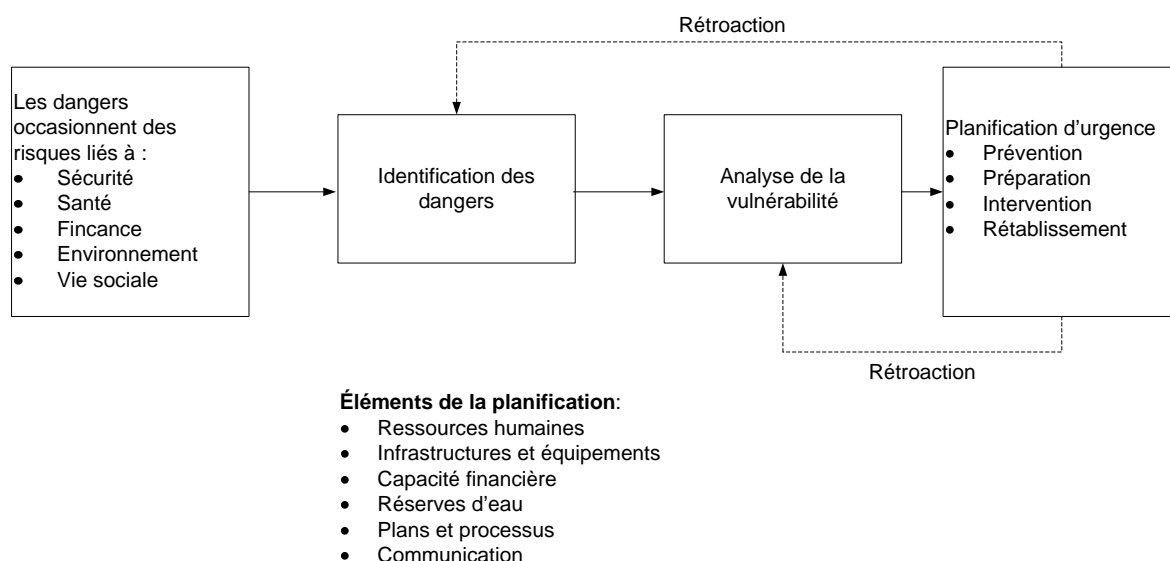 Rétroaction
Les dangers
occasionnent des
risques liés à :
● Sécurité
● Santé
● Fincance
● Environnement
● Vie sociale
Identification des
dangers
Analyse de la
vulnérabilité
Planification d’urgence
● Prévention
● Préparation
● Intervention
● Rétablissement
Rétroaction
Éléments de la planification:
● Ressources humaines
● Infrastructures et équipements
● Capacité financière
● Réserves d’eau
● Plans et processus
● Communication